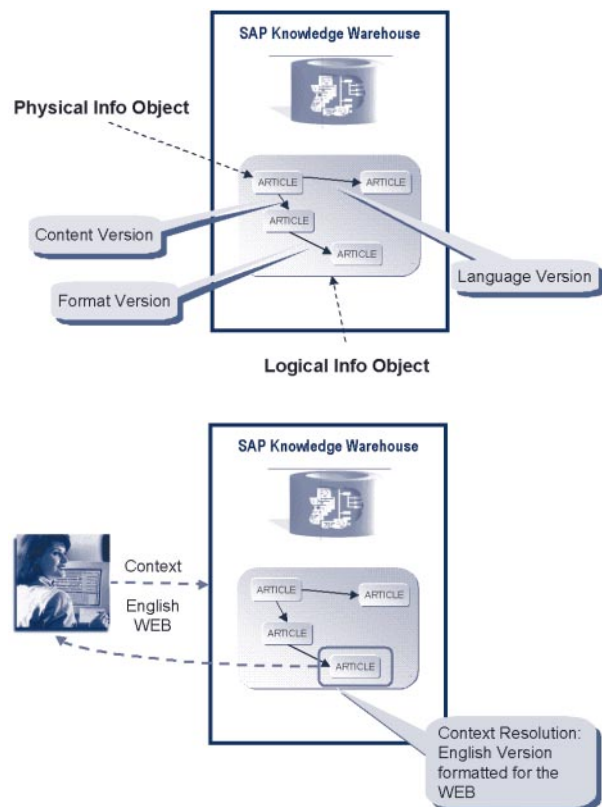 SAP Knowledge Warehouse
Physical Info Object
ARTICLE
ARTICLE
Content Version
ARTICLE
Language Version
ARTICLE
Format Version
Logical Info Object
SAP Knowledge Warehouse
Context
English
WEB
ARTICLE
ARTICLE
ARTICLE
ARTICLE
Context Resolution:
English Version
formatted for the
WEB